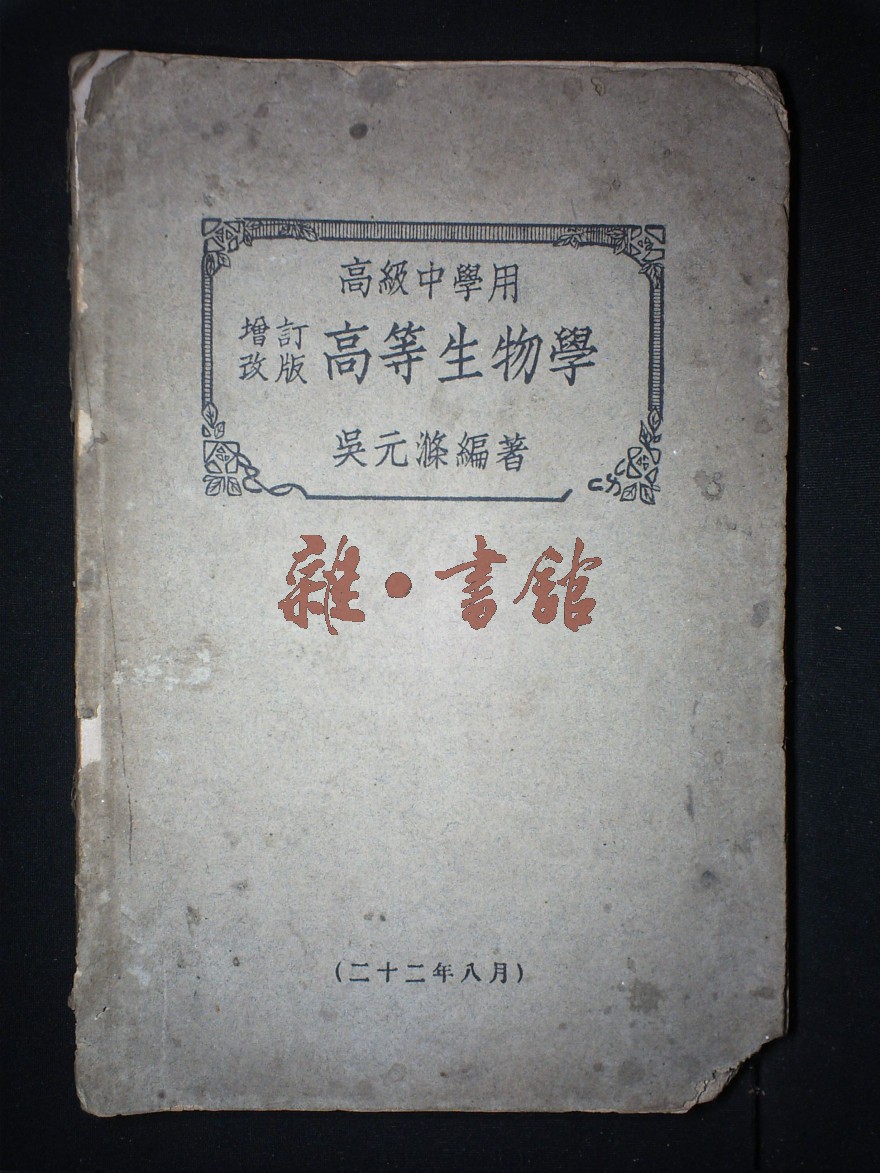 高級中學用
增訂改版 高等生物學
吳元滌編著
雜·書館
(二十二年八月)